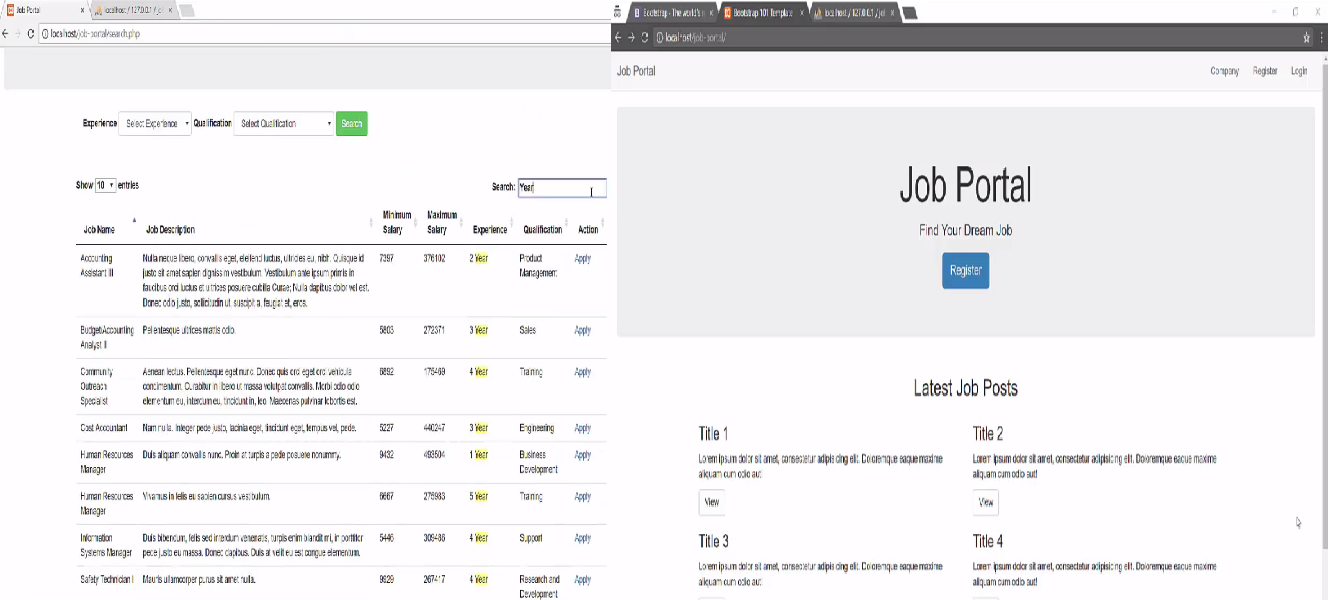 Job Portal
localhost / 127.0.0.1 / jol
localhost/job-portal/search.php
Experience Select Experience Qualification Select Qualification Search
Show 10 entries
Search: Year
Job Name Job Description Minimum Salary Maximum Salary Experience Qualification Action
Accounting Assistant III Nulla neque libero, convallis eget, eleifend luctus, ultricies eu, nibh. Quisque id
justo sit amet sapien dignissim vestibulum. Vestibulum ante ipsum primis in
faucibus orci luctus et ultrices posuere cubilia Curae; Nulla dapibus dolor vel est.
Donec odio justo, sollicitudin ut, suscipit a, feugiat et, eros.
7397 376102 2 Year Product Management Apply
Budget/Accounting Analyst II Pellentesque ultrices mattis odio. 5803 272371 3 Year Sales Apply
Community Outreach Specialist Aenean lectus. Pellentesque eget nunc. Donec quis orci eget orci vehicula
condimentum. Curabitur in libero ut massa volutpat convallis. Morbi odio odio
elementum eu, interdum eu, tincidunt in, leo. Maecenas pulvinar lobortis est.
6892 175469 4 Year Training Apply
Cost Accountant Nam nulla. Integer pede justo, lacinia eget, tincidunt eget, tempus vel, pede. 5227 440247 3 Year Engineering Apply
Human Resources Manager Duis aliquam convallis nunc. Proin at turpis a pede posuere nonummy. 9432 493504 1 Year Business Development Apply
Human Resources Manager Vivamus in felis eu sapien cursus vestibulum. 6667 275983 5 Year Training Apply
Information Systems Manager Duis bibendum, felis sed interdum venenatis, turpis enim blandit mi, in porttitor
pede justo eu massa. Donec dapibus. Duis at velit eu est congue elementum.
5446 309486 4 Year Support Apply
Safety Technician I Mauris ullamcorper purus sit amet nulla. 9929 267417 4 Year Research and Development Apply
Bootstrap - The world's
Bootstrap 101 Template
localhost / 127.0.0.1 / jol
localhost/job-portal/
Job Portal
Company Register Login
Job Portal
Find Your Dream Job
Register
Latest Job Posts
Title 1
Lorem ipsum dolor sit amet, consectetur adipisicing elit. Doloremque eaque maxime
aliquam cum odio aut!
View
Title 2
Lorem ipsum dolor sit amet, consectetur adipisicing elit. Doloremque eaque maxime
aliquam cum odio aut!
View
Title 3
Lorem ipsum dolor sit amet, consectetur adipisicing elit. Doloremque eaque maxime
aliquam cum odio aut!
Title 4
Lorem ipsum dolor sit amet, consectetur adipisicing elit. Doloremque eaque maxime
aliquam cum odio aut!